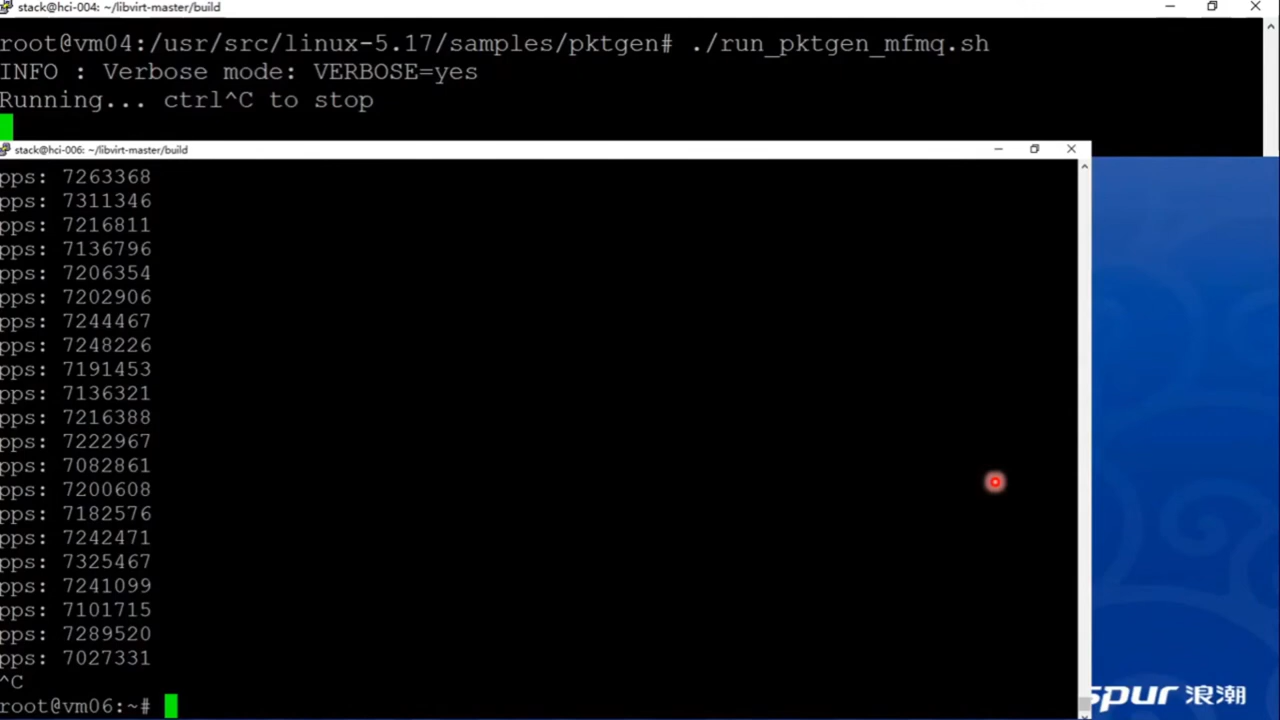 stack@hci-004: ~/libvirt-master/build
root@vm04:/usr/src/linux-5.17/samples/pktgen# ./run_pktgen_mfmq.sh
INFO : Verbose mode: VERBOSE=yes
Running... ctrl^C to stop
stack@hci-006: ~/libvirt-master/build
pps: 7263368
pps: 7311346
pps: 7216811
pps: 7136796
pps: 7206354
pps: 7202906
pps: 7244467
pps: 7248226
pps: 7191453
pps: 7136321
pps: 7216388
pps: 7222967
pps: 7082861
pps: 7200608
pps: 7182576
pps: 7242471
pps: 7325467
pps: 7241099
pps: 7101715
pps: 7289520
pps: 7027331
^C
root@vm06:~#
spur 浪潮